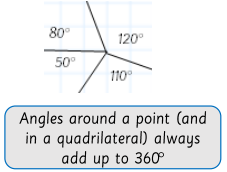 80°
120°
50°
110°
Angles around a point (and
in a quadrilateral) always
add up to 360°